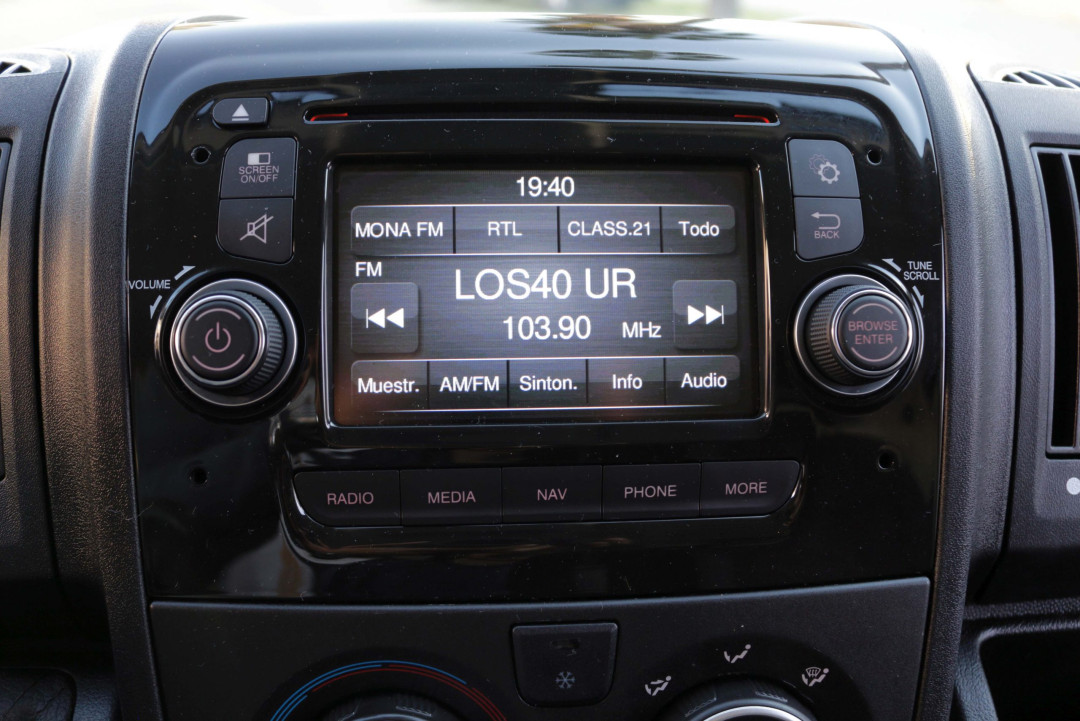 SCREEN
ON/OFF
VOLUME
19:40
MONA FM RTL CLASS.21 Todo
FM
LOS40 UR
103.90 MHz
Muestr. AM/FM Sinton. Info Audio
BACK
TUNE
SCROLL
BROWSE
ENTER
RADIO MEDIA NAV PHONE MORE